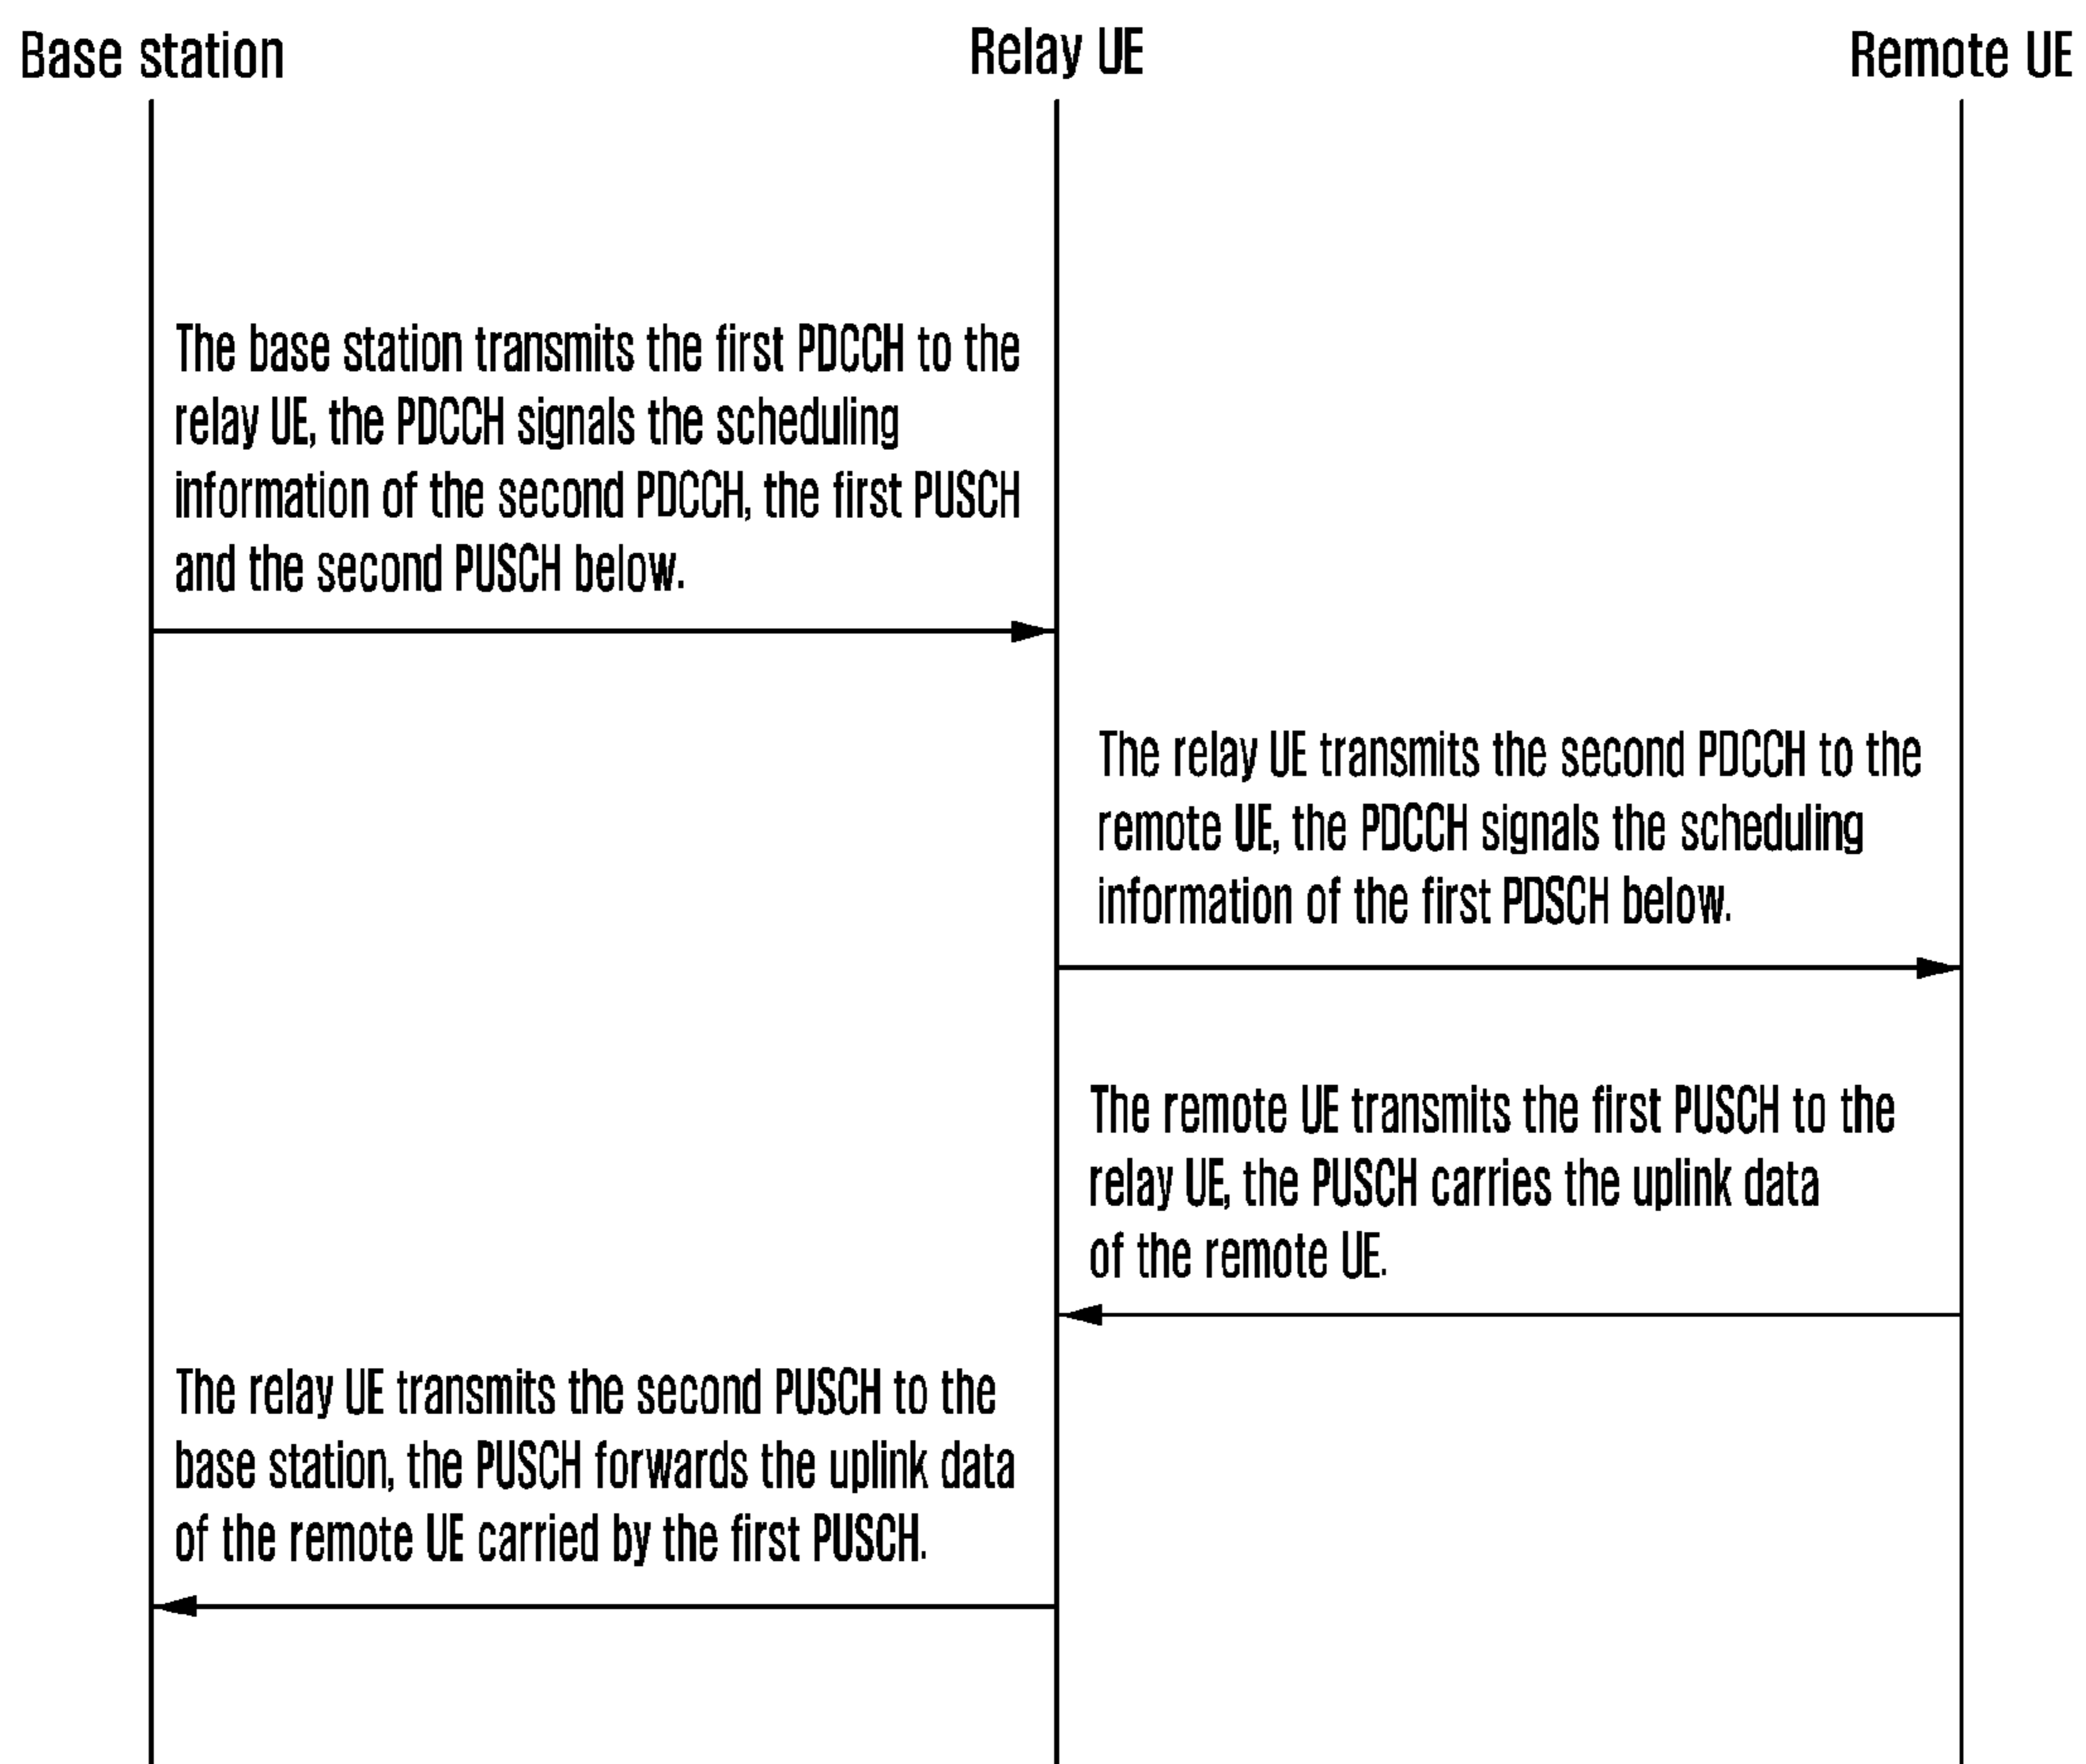 Base station
Relay UE
Remote UE
The base station transmits the first PDCCH to the
relay UE, the PDCCH signals the scheduling
information of the second PDCCH, the first PUSCH
and the second PUSCH below.
The relay UE transmits the second PDCCH to the
remote UE, the PDCCH signals the scheduling
information of the first PDSCH below.
The remote UE transmits the first PUSCH to the
relay UE, the PUSCH carries the uplink data
of the remote UE.
The relay UE transmits the second PUSCH to the
base station, the PUSCH forwards the uplink data
of the remote UE carried by the first PUSCH.